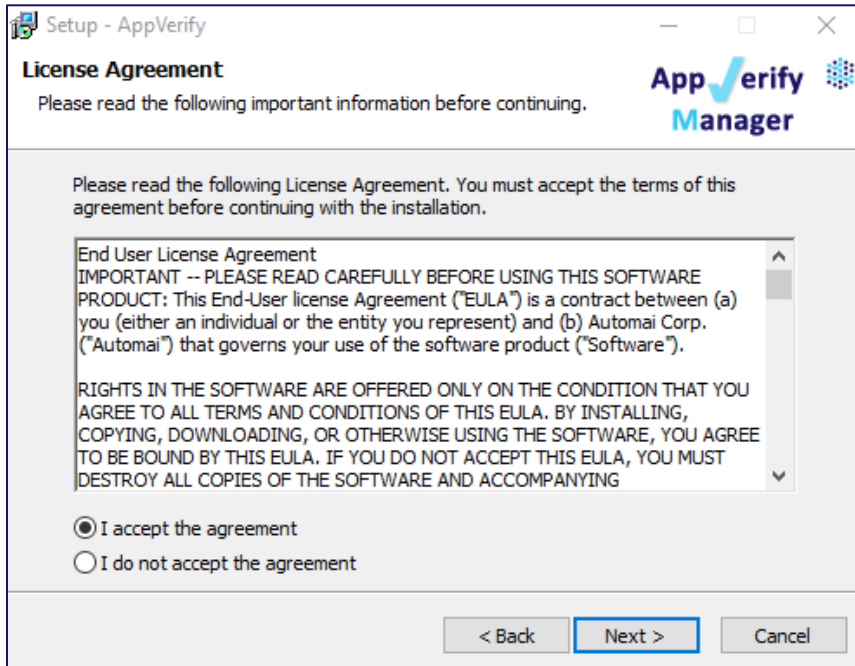 Setup - AppVerify
License Agreement
Please read the following important information before continuing.
App Verify
Manager
Please read the following License Agreement. You must accept the terms of this
agreement before continuing with the installation.
End User License Agreement
IMPORTANT -- PLEASE READ CAREFULLY BEFORE USING THIS SOFTWARE
PRODUCT: This End-User license Agreement ("EULA") is a contract between (a)
you (either an individual or the entity you represent) and (b) Automai Corp.
("Automai") that governs your use of the software product ("Software").
RIGHTS IN THE SOFTWARE ARE OFFERED ONLY ON THE CONDITION THAT YOU
AGREE TO ALL TERMS AND CONDITIONS OF THIS EULA. BY INSTALLING,
COPYING, DOWNLOADING, OR OTHERWISE USING THE SOFTWARE, YOU AGREE
TO BE BOUND BY THIS EULA. IF YOU DO NOT ACCEPT THIS EULA, YOU MUST
DESTROY ALL COPIES OF THE SOFTWARE AND ACCOMPANYING
I accept the agreement
I do not accept the agreement
< Back Next > Cancel